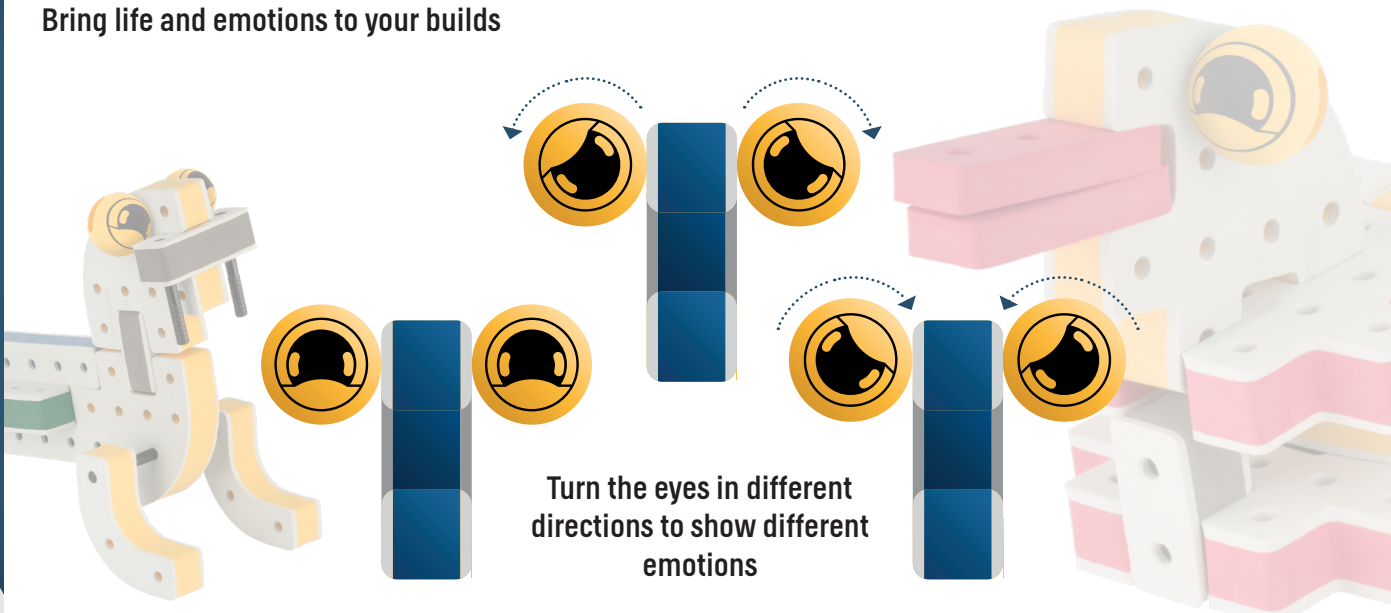 Bring life and emotions to your builds
Turn the eyes in different
directions to show different
emotions